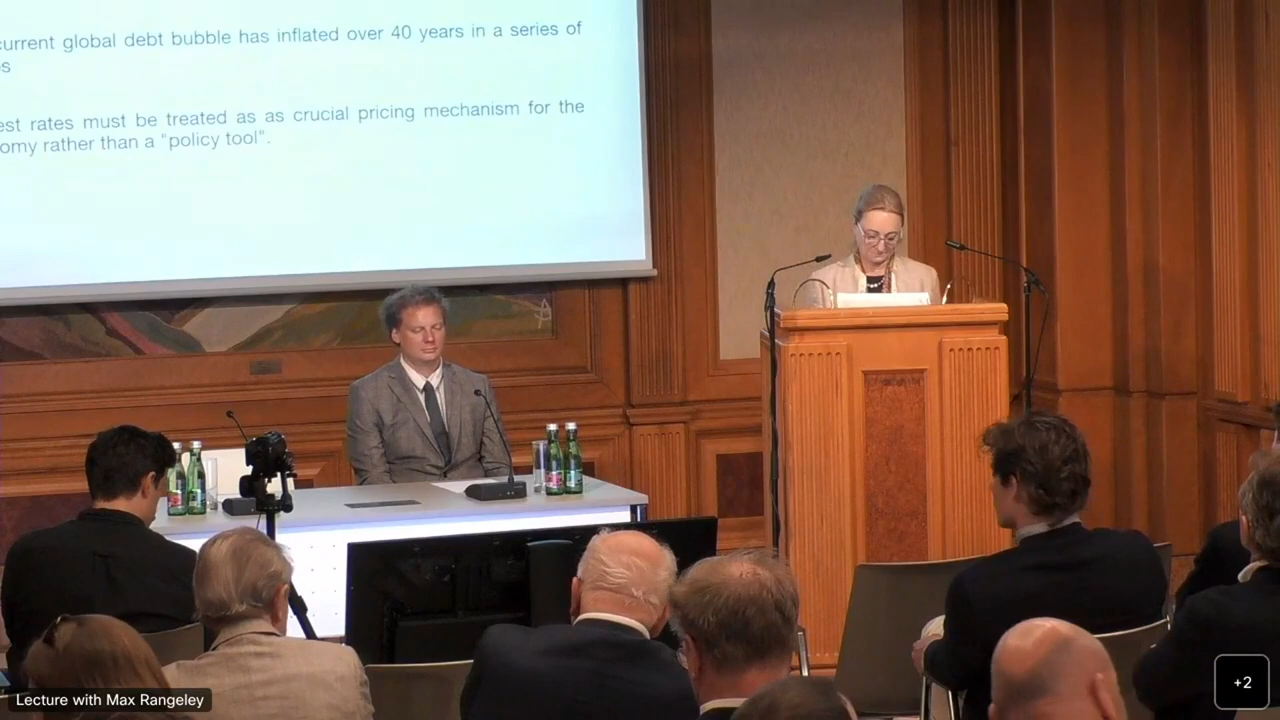 current global debt bubble has inflated over 40 years in a series of
est rates must be treated as as crucial pricing mechanism for the
omy rather than a "policy tool".
Lecture with Max Rangeley
+2